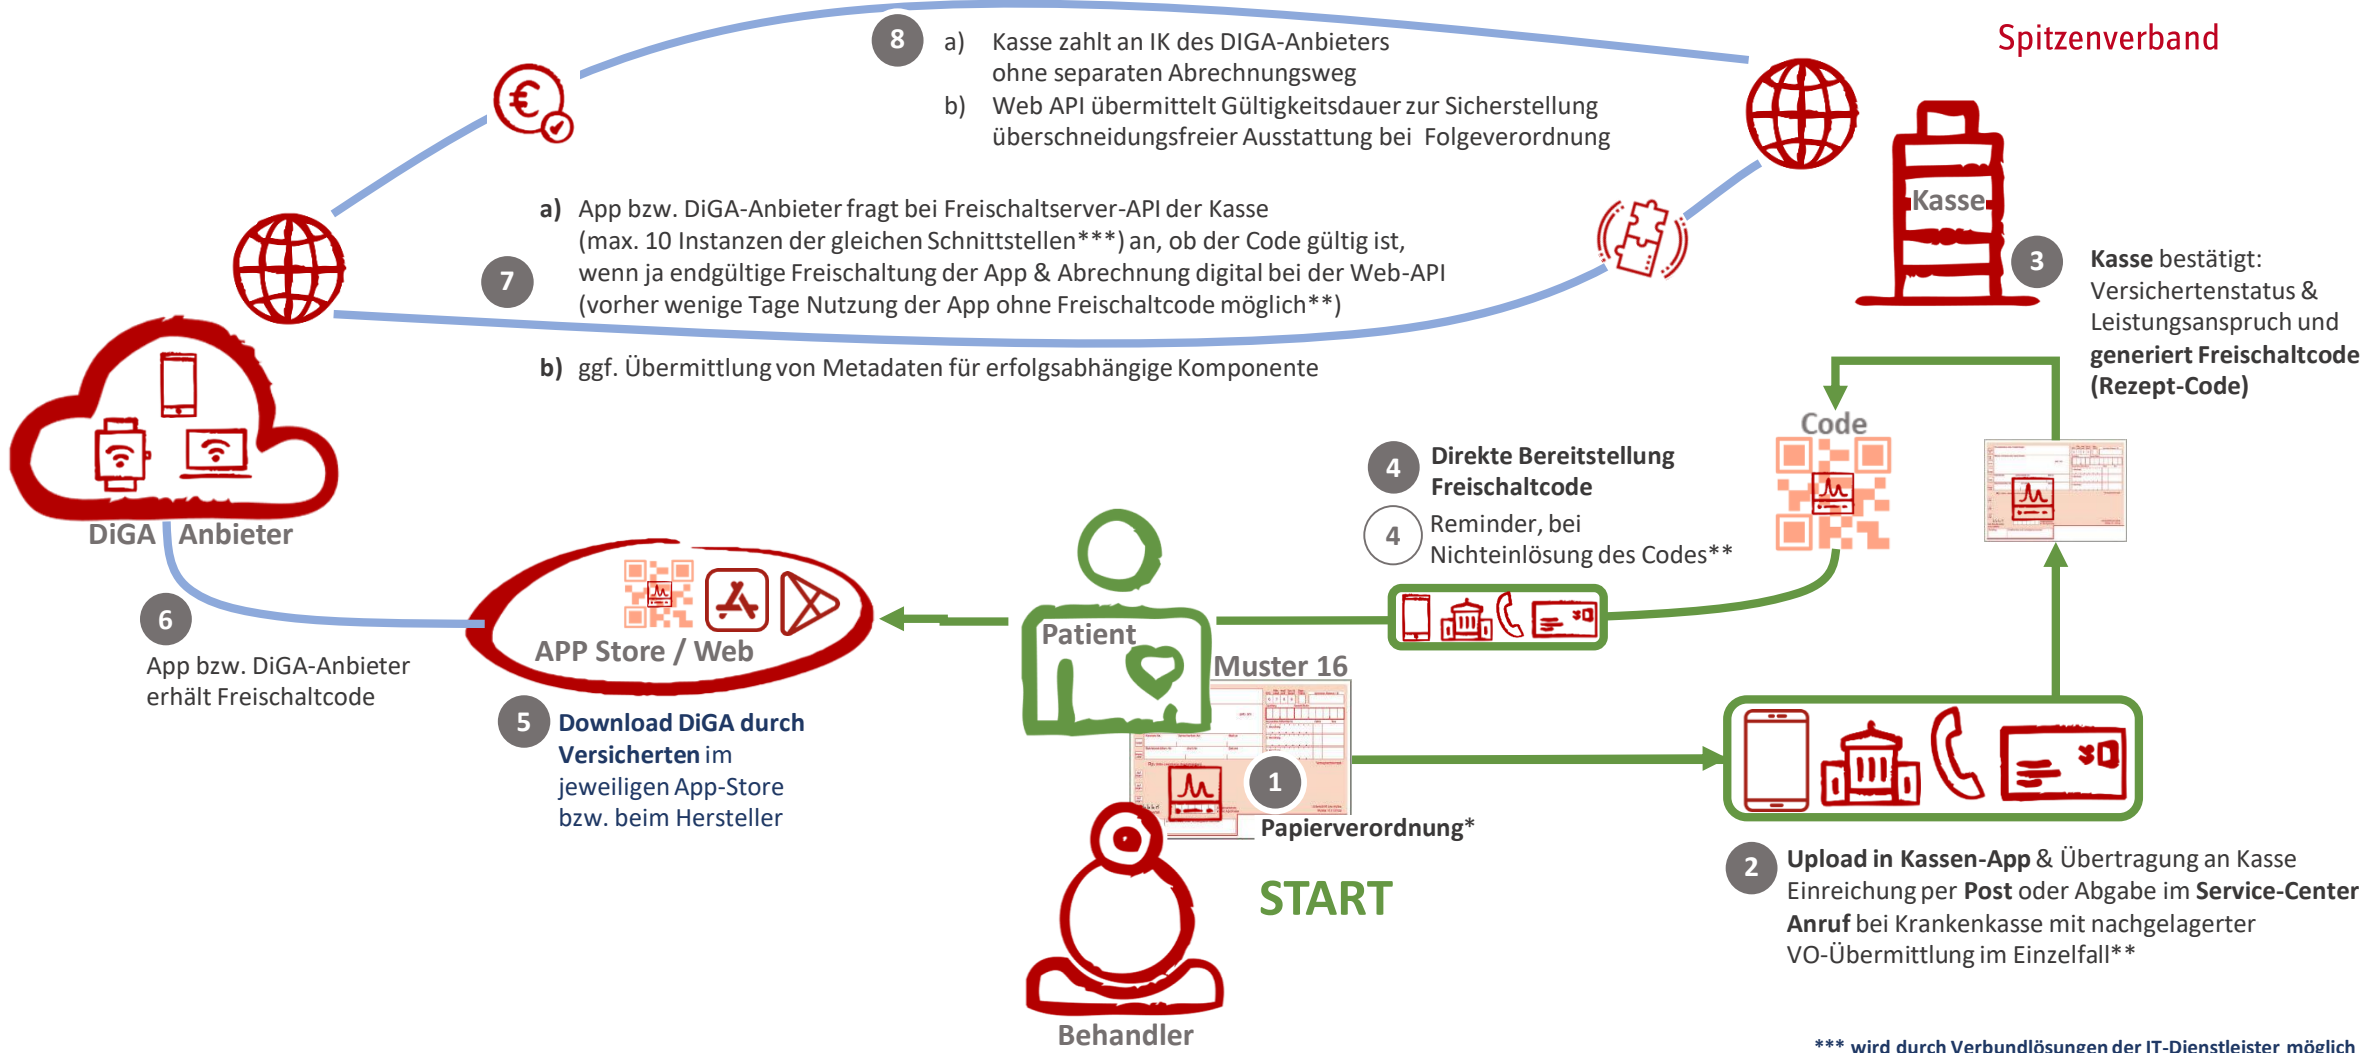 Spitzenverband
8
a) Kasse zahlt an IK des DIGA-Anbieters
ohne separaten Abrechnungsweg
b) Web API übermittelt Gültigkeitsdauer zur Sicherstellung
überschneidungsfreier Ausstattung bei Folgeverordnung
7
a) App bzw. DiGA-Anbieter fragt bei Freischaltserver-API der Kasse
(max. 10 Instanzen der gleichen Schnittstellen***) an, ob der Code gültig ist,
wenn ja endgültige Freischaltung der App & Abrechnung digital bei der Web-API
(vorher wenige Tage Nutzung der App ohne Freischaltcode möglich**)
b) ggf. Übermittlung von Metadaten für erfolgsabhängige Komponente
Kasse
3
Kasse bestätigt:
Versichertenstatus &
Leistungsanspruch und
generiert Freischaltcode
(Rezept-Code)
Code
4
Direkte Bereitstellung
Freischaltcode
4
Reminder, bei
Nichteinlösung des Codes**
DiGA Anbieter
6
App bzw. DiGA-Anbieter
erhält Freischaltcode
APP Store / Web
5
Download DiGA durch
Versicherten im
jeweiligen App-Store
bzw. beim Hersteller
Patient
Muster 16
1
Papierverordnung*
START
Behandler
2
Upload in Kassen-App & Übertragung an Kasse
Einreichung per Post oder Abgabe im Service-Center
Anruf bei Krankenkasse mit nachgelagerter
VO-Übermittlung im Einzelfall**
*** wird durch Verbundlösungen der IT-Dienstleister möglich